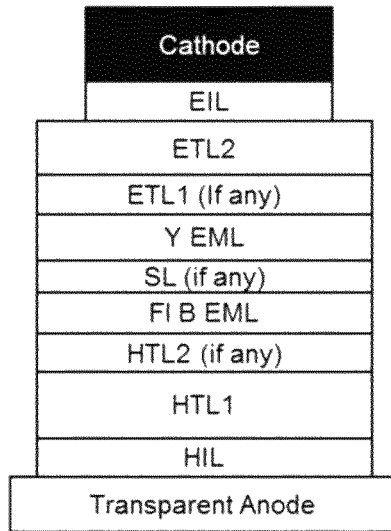 Cathode
EIL
ETL2
ETL1 (If any)
Y EML
SL (if any)
FI B EML
HTL2 (if any)
HTL1
HIL
Transparent Anode